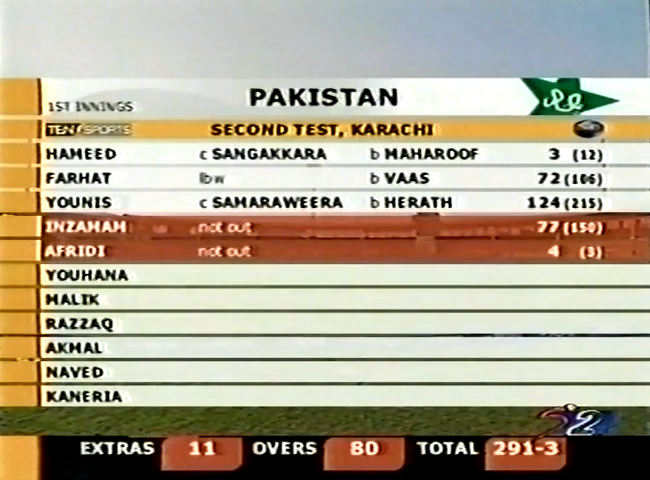 PAKISTAN
1ST INNINGS
TEN SPORTS SECOND TEST, KARACHI
HAMEED c SANGAKKARA b MAHAROOF 3 (12)
FARHAT lbw b VAAS 72 (106)
YOUNIS c SAMARAWEERA b HERATH 124 (215)
INZAMAM not out 77 (150)
AFRIDI not out 4 (3)
YOUHANA
MALIK
RAZZAQ
AKMAL
NAVED
KANERIA
EXTRAS 11 OVERS 80 TOTAL 291-3